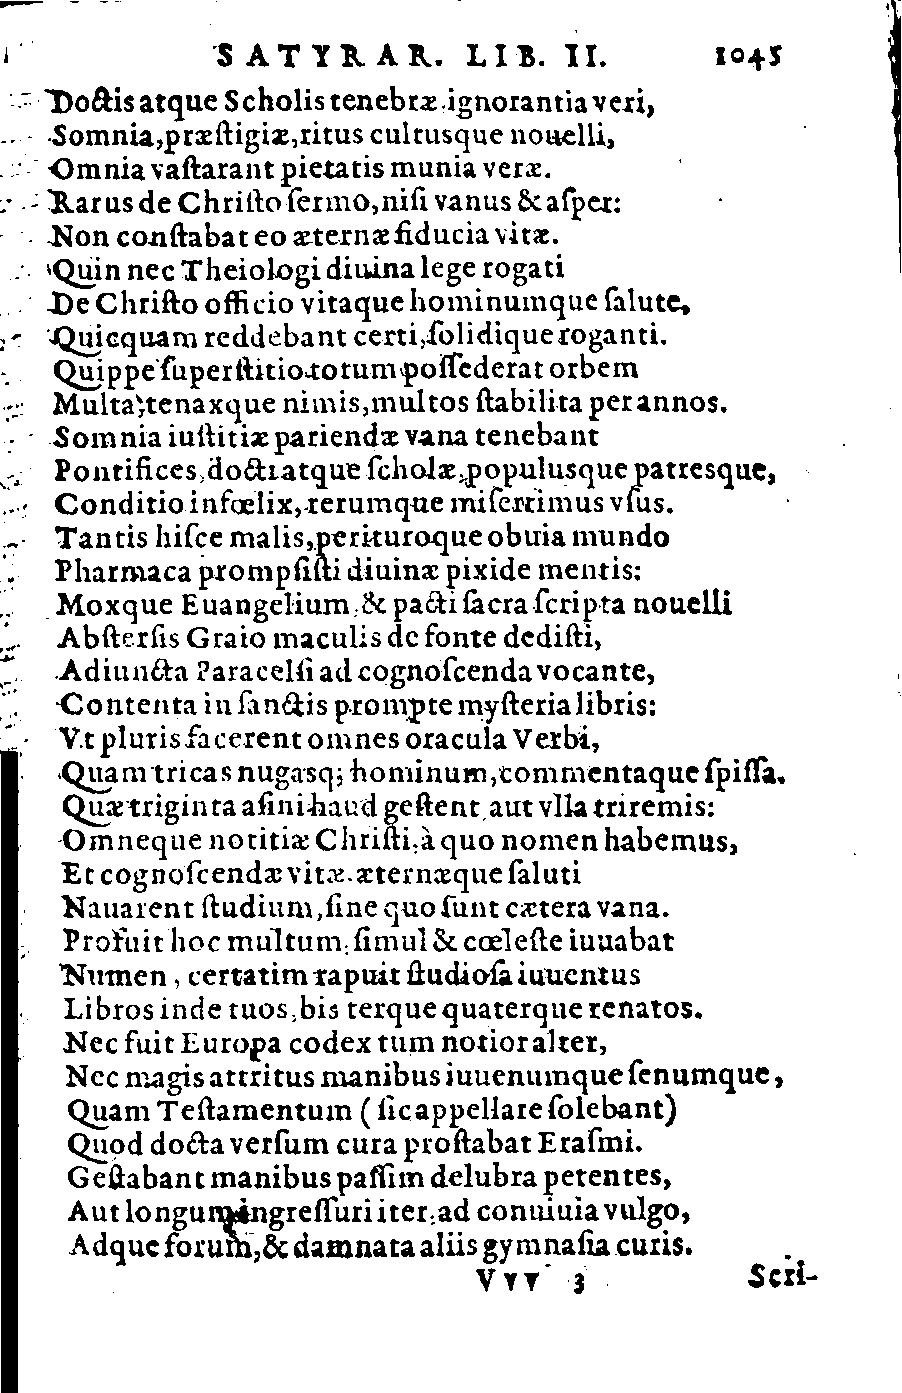 SATYRAR. LIB. II. 1045
Doctis atque Scholis tenebræ, ignorantia veri,
Somnia, præſtigiæ, ritus cultusque nouelli,
Omnia vaſtarant pietatis munia veræ.
Rarus de Chriſto ſermo, niſi vanus & aſper:
Non conſtabat eo æternæ fiducia vitæ.
Quin nec Theiologi diuina lege rogati
De Chriſto officio vitaque hominumque ſalute,
Quicquam reddebant certi, ſolidique roganti.
Quippe ſuperſtitio totum poſſederat orbem
Multa, tenaxque nimis, multos ſtabilita per annos.
Somnia iuſtitiæ pariendæ vana tenebant
Pontifices, docti atque ſcholæ, populusque patresque,
Conditio infœlix, rerumque miſerrimus vſus.
Tantis hiſce malis, perituroque obuia mundo
Pharmaca prompſiſti diuinæ pixide mentis:
Moxque Euangelium, & pacti ſacra ſcripta nouelli
Abſterſis Graio maculis de fonte dediſti,
Adiuncta Paracelſi ad cognoſcenda vocante,
Contenta in ſanctis prompte myſteria libris:
Vt pluris facerent omnes oracula Verbi,
Quam tricas nugasq; hominum, commentaque ſpiſſa.
Quæ triginta aſini haud geſtent, aut vlla triremis:
Omneque notitiæ Chriſti, à quo nomen habemus,
Et cognoſcendæ vitæ, æternæque ſaluti
Nauarent ſtudium, ſine quo ſunt cætera vana.
Profuit hoc multum, ſimul & cœleſte iuuabat
Numen, certatim rapuit ſtudioſa iuuentus
Libros inde tuos, bis terque quaterque renatos.
Nec fuit Europa codex tum notior alter,
Nec magis attritus manibus iuuenumque ſenumque,
Quam Teſtamentum (ſic appellare ſolebant)
Quod docta verſum cura proſtabat Eraſmi.
Geſtabant manibus paſſim delubra petentes,
Aut longum ingreſſuri iter, ad conuiuia vulgo,
Adque forum, & damnata aliis gymnaſia curis.
Vvv 3 Scri-